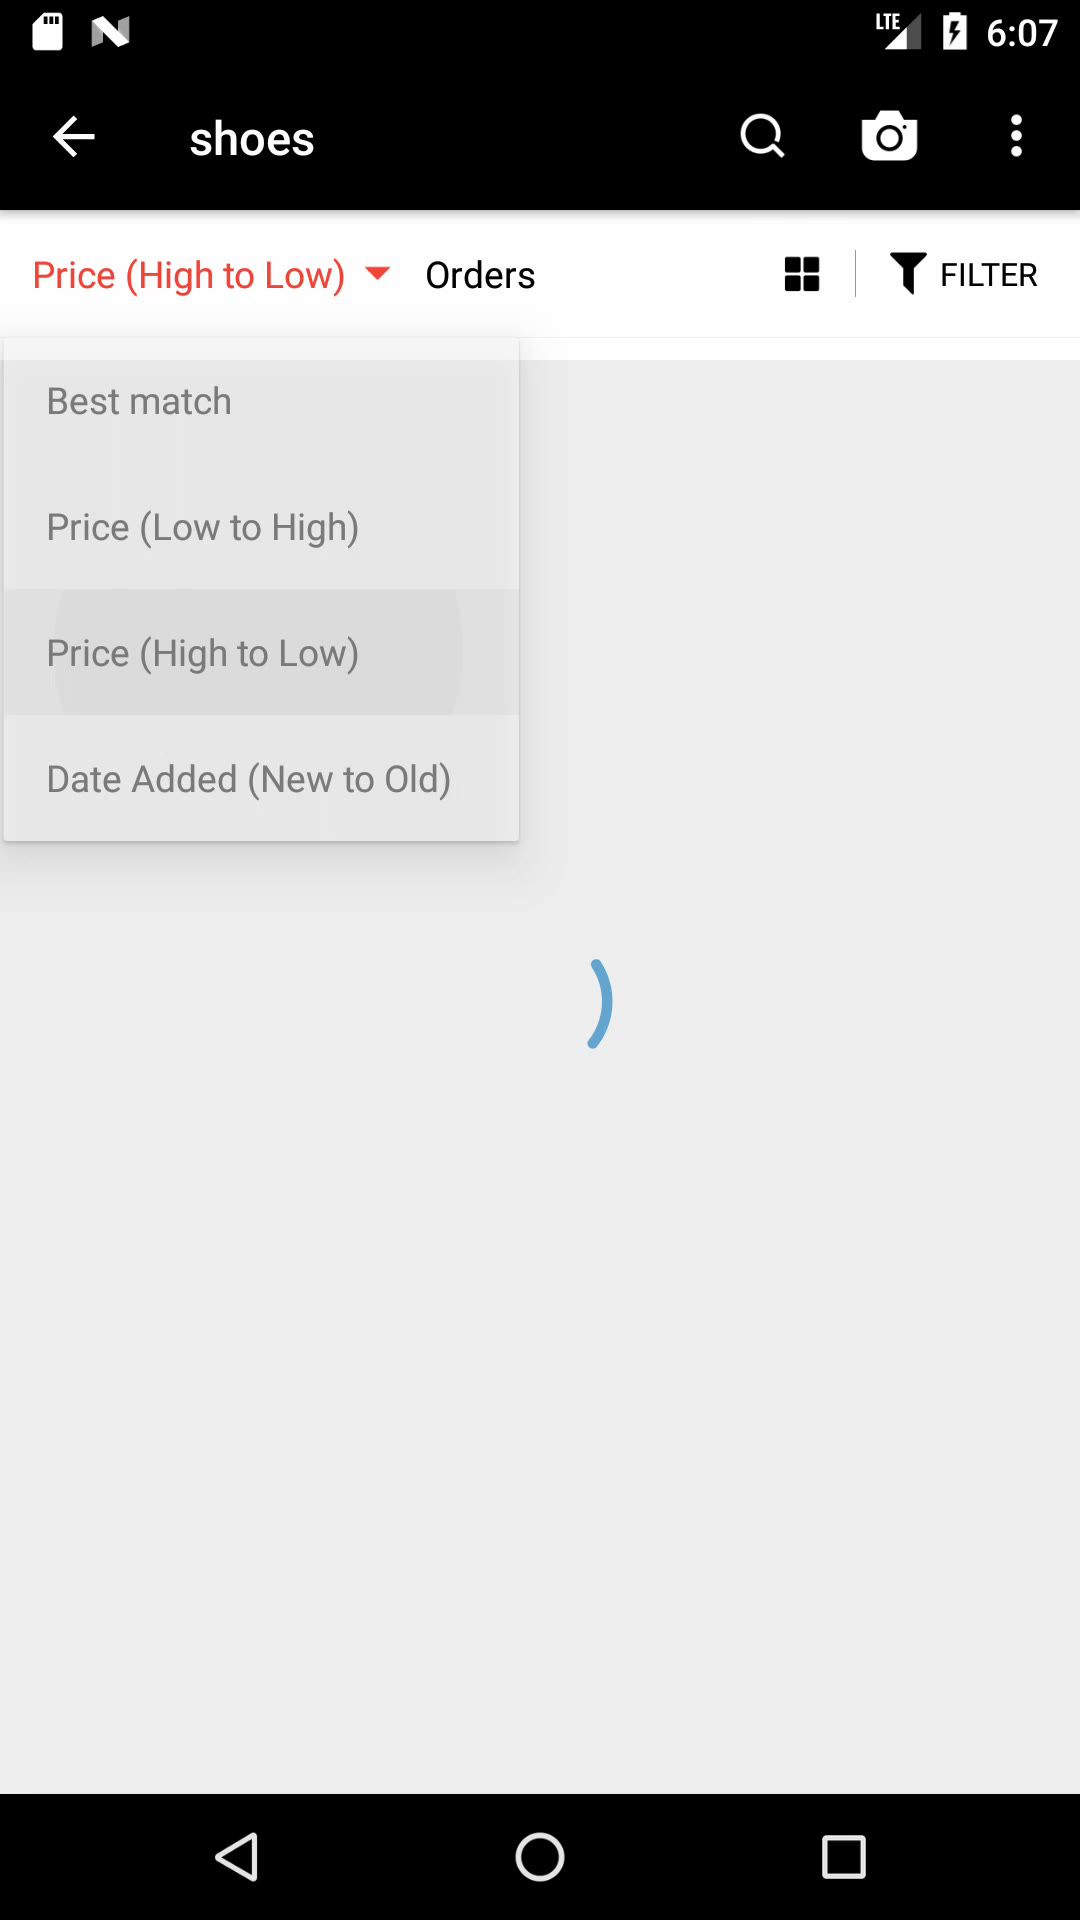 LTE 6:07
shoes
Price (High to Low) Orders FILTER
Best match
Price (Low to High)
Price (High to Low)
Date Added (New to Old)